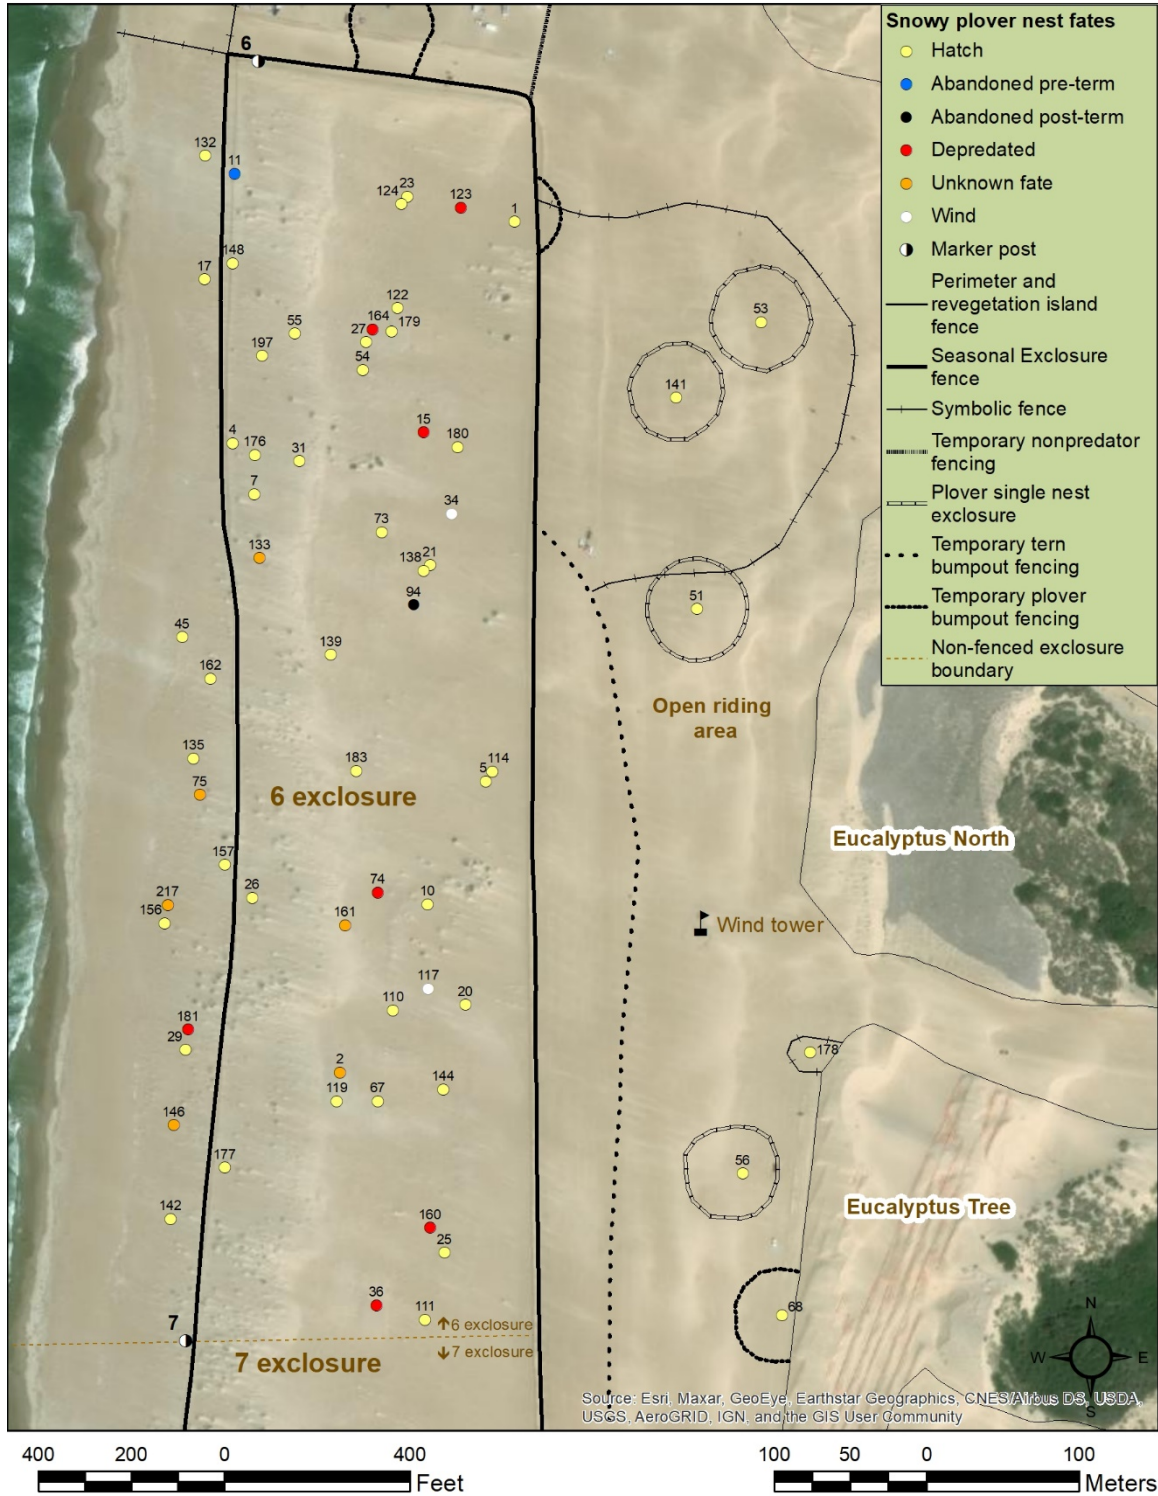 6
132
11
23
124
123
1
148
17
122
164
179
55
27
197
54
15
4
180
176
31
7
34
73
133
21
138
94
45
139
162
135
183
114
5
75
6 exclosure
157
26
74
10
217
156
161
117
20
110
181
29
2
144
119
67
146
177
142
160
25
36
111
7
6 exclosure
7 exclosure
7 exclosure
53
141
51
Open riding
area
Eucalyptus North
Wind tower
178
56
Eucalyptus Tree
68
N
W
E
S
Snowy plover nest fates
Hatch
Abandoned pre-term
Abandoned post-term
Depredated
Unknown fate
Wind
Marker post
Perimeter and
revegetation island
fence
Seasonal Exclosure
fence
Symbolic fence
Temporary nonpredator
fencing
Plover single nest
exclosure
Temporary tern
bumpout fencing
Temporary plover
bumpout fencing
Non-fenced exclosure
boundary
Source: Esri, Maxar, GeoEye, Earthstar Geographics, CNES/Airbus DS, USDA,
USGS, AeroGRID, IGN, and the GIS User Community
400 200 0 400 Feet
100 50 0 100 Meters